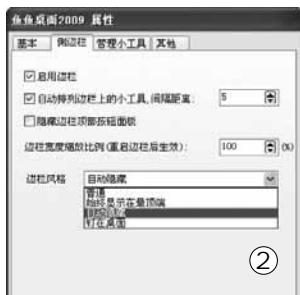 鱼鱼桌面2009 属性
基本 侧边栏 管理小工具 其他
启用边栏
自动排列边栏上的小工具,间隔距离: 5
隐藏边栏顶部按钮面板
边栏宽度缩放比例(重启边栏后生效): 100 (%)
边栏风格 自动隐藏
普通
始终显示在最顶端
自动隐藏
钉在桌面
②